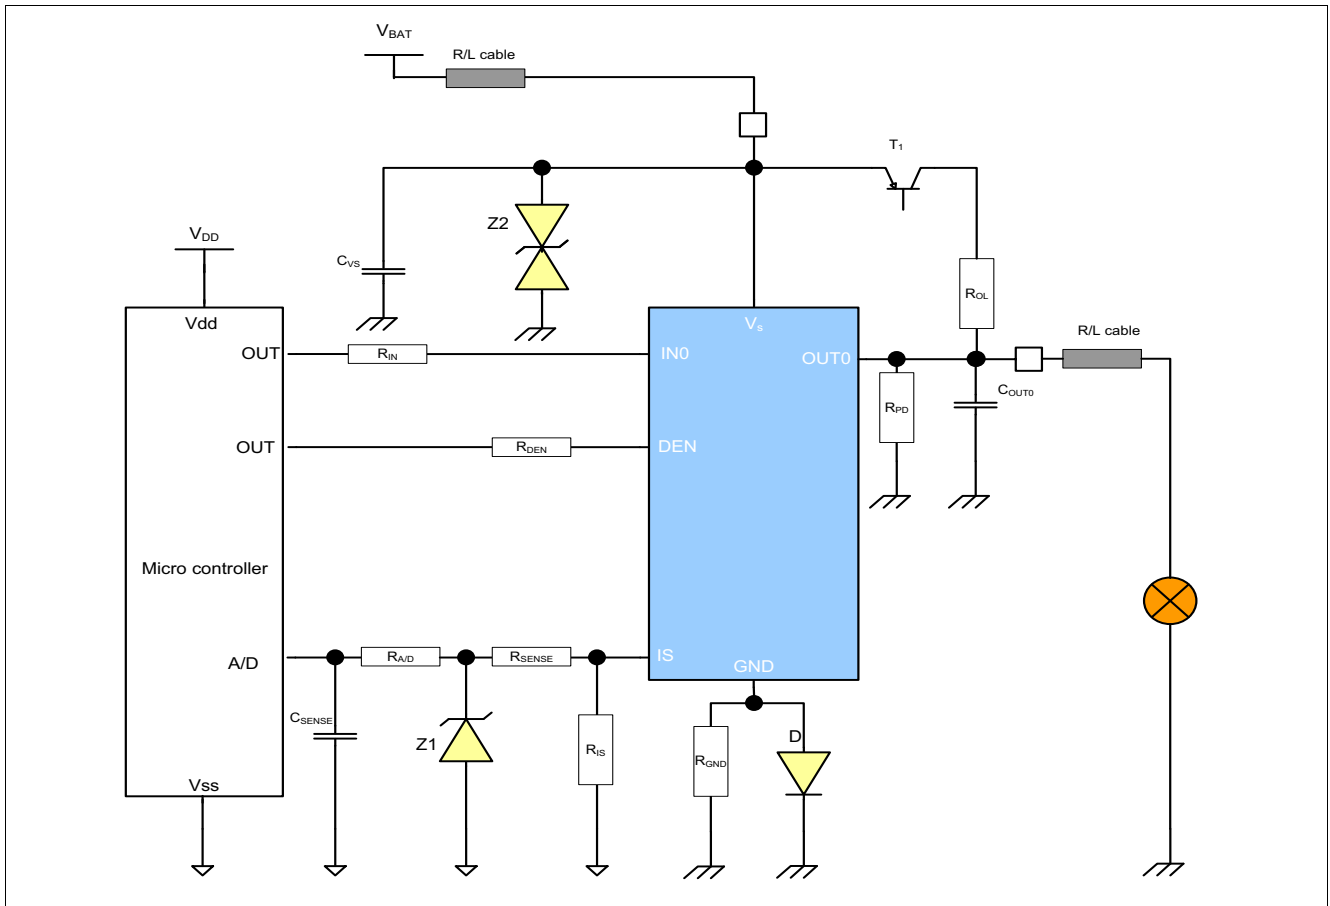 VBAT
R/L cable
T1
Z2
VDD
CVS
ROL
Vdd
Vs
R/L cable
OUT
RIN
IN0
OUT0
COUT0
RPD
OUT
RDEN
DEN
Micro controller
A/D
RA/D
RSENSE
IS
GND
CSENSE
Z1
RIS
D
RGND
Vss